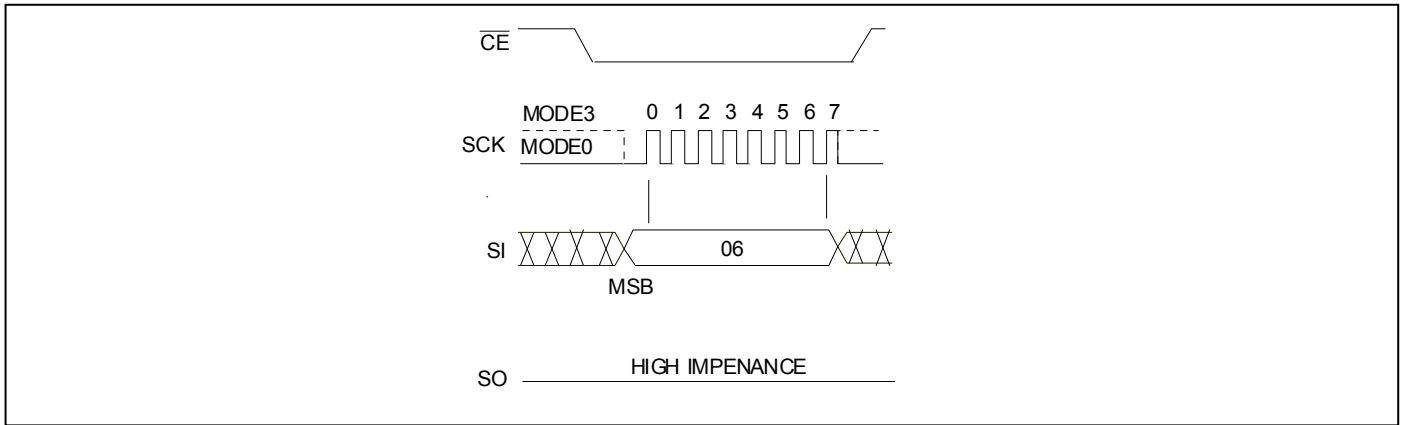 CE
MODE3 0 1 2 3 4 5 6 7
SCK MODE0
SI 06
MSB
SO HIGH IMPENANCE